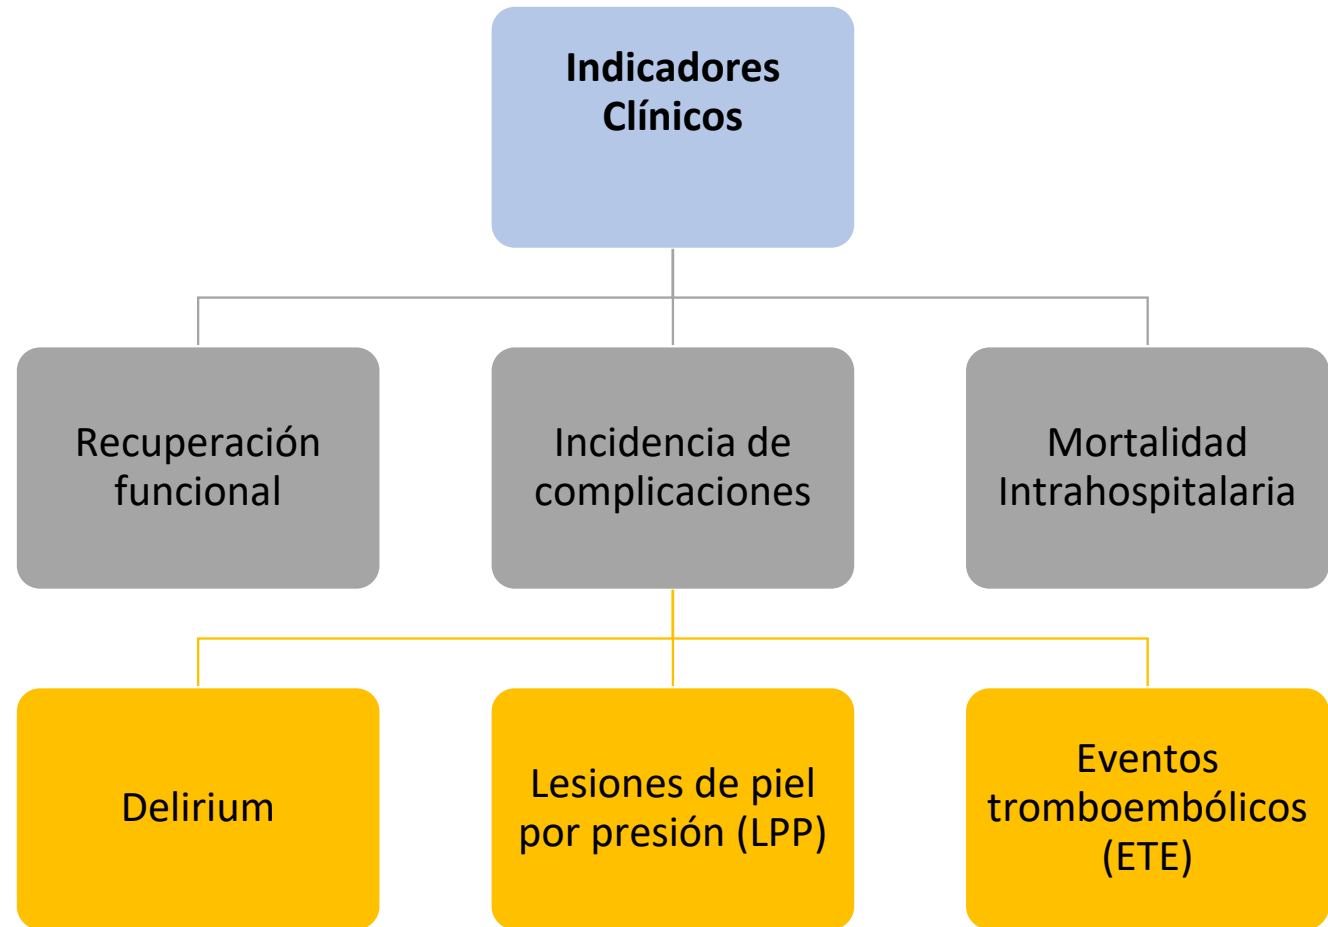 Indicadores
Clínicos
Recuperación
funcional
Incidencia de
complicaciones
Mortalidad
Intrahospitalaria
Delirium
Lesiones de piel
por presión (LPP)
Eventos
tromboembólicos
(ETE)